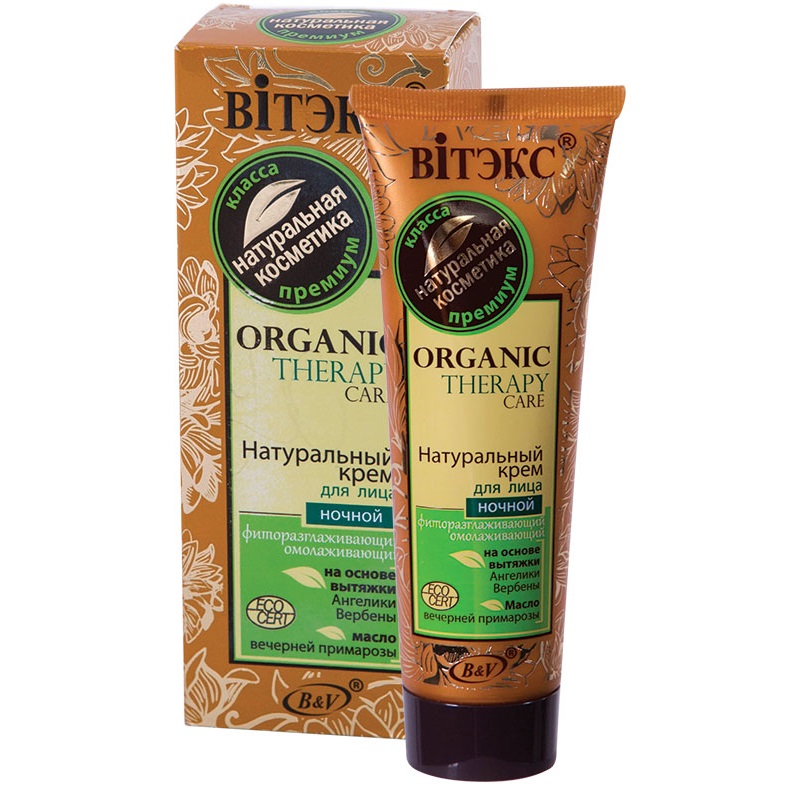 ВІТЭКС®
класса
натуральная
косметика
премиум
ORGANIC
THERAPY
CARE
Натуральный
крем
для лица
ночной
фиторазглаживающий
омолаживающий
на основе
вытяжки
Ангелики
Вербены
масло
вечерней примарозы
ECO
CERT
B&V®
ВІТЭКС®
класса
натуральная
косметика
премиум
ORGANIC
THERAPY
CARE
Натуральный
крем
для лица
ночной
фиторазглаживающий
омолаживающий
на основе
вытяжки
Ангелики
Вербены
Масло
вечерней примарозы
ECO
CERT
B&V®